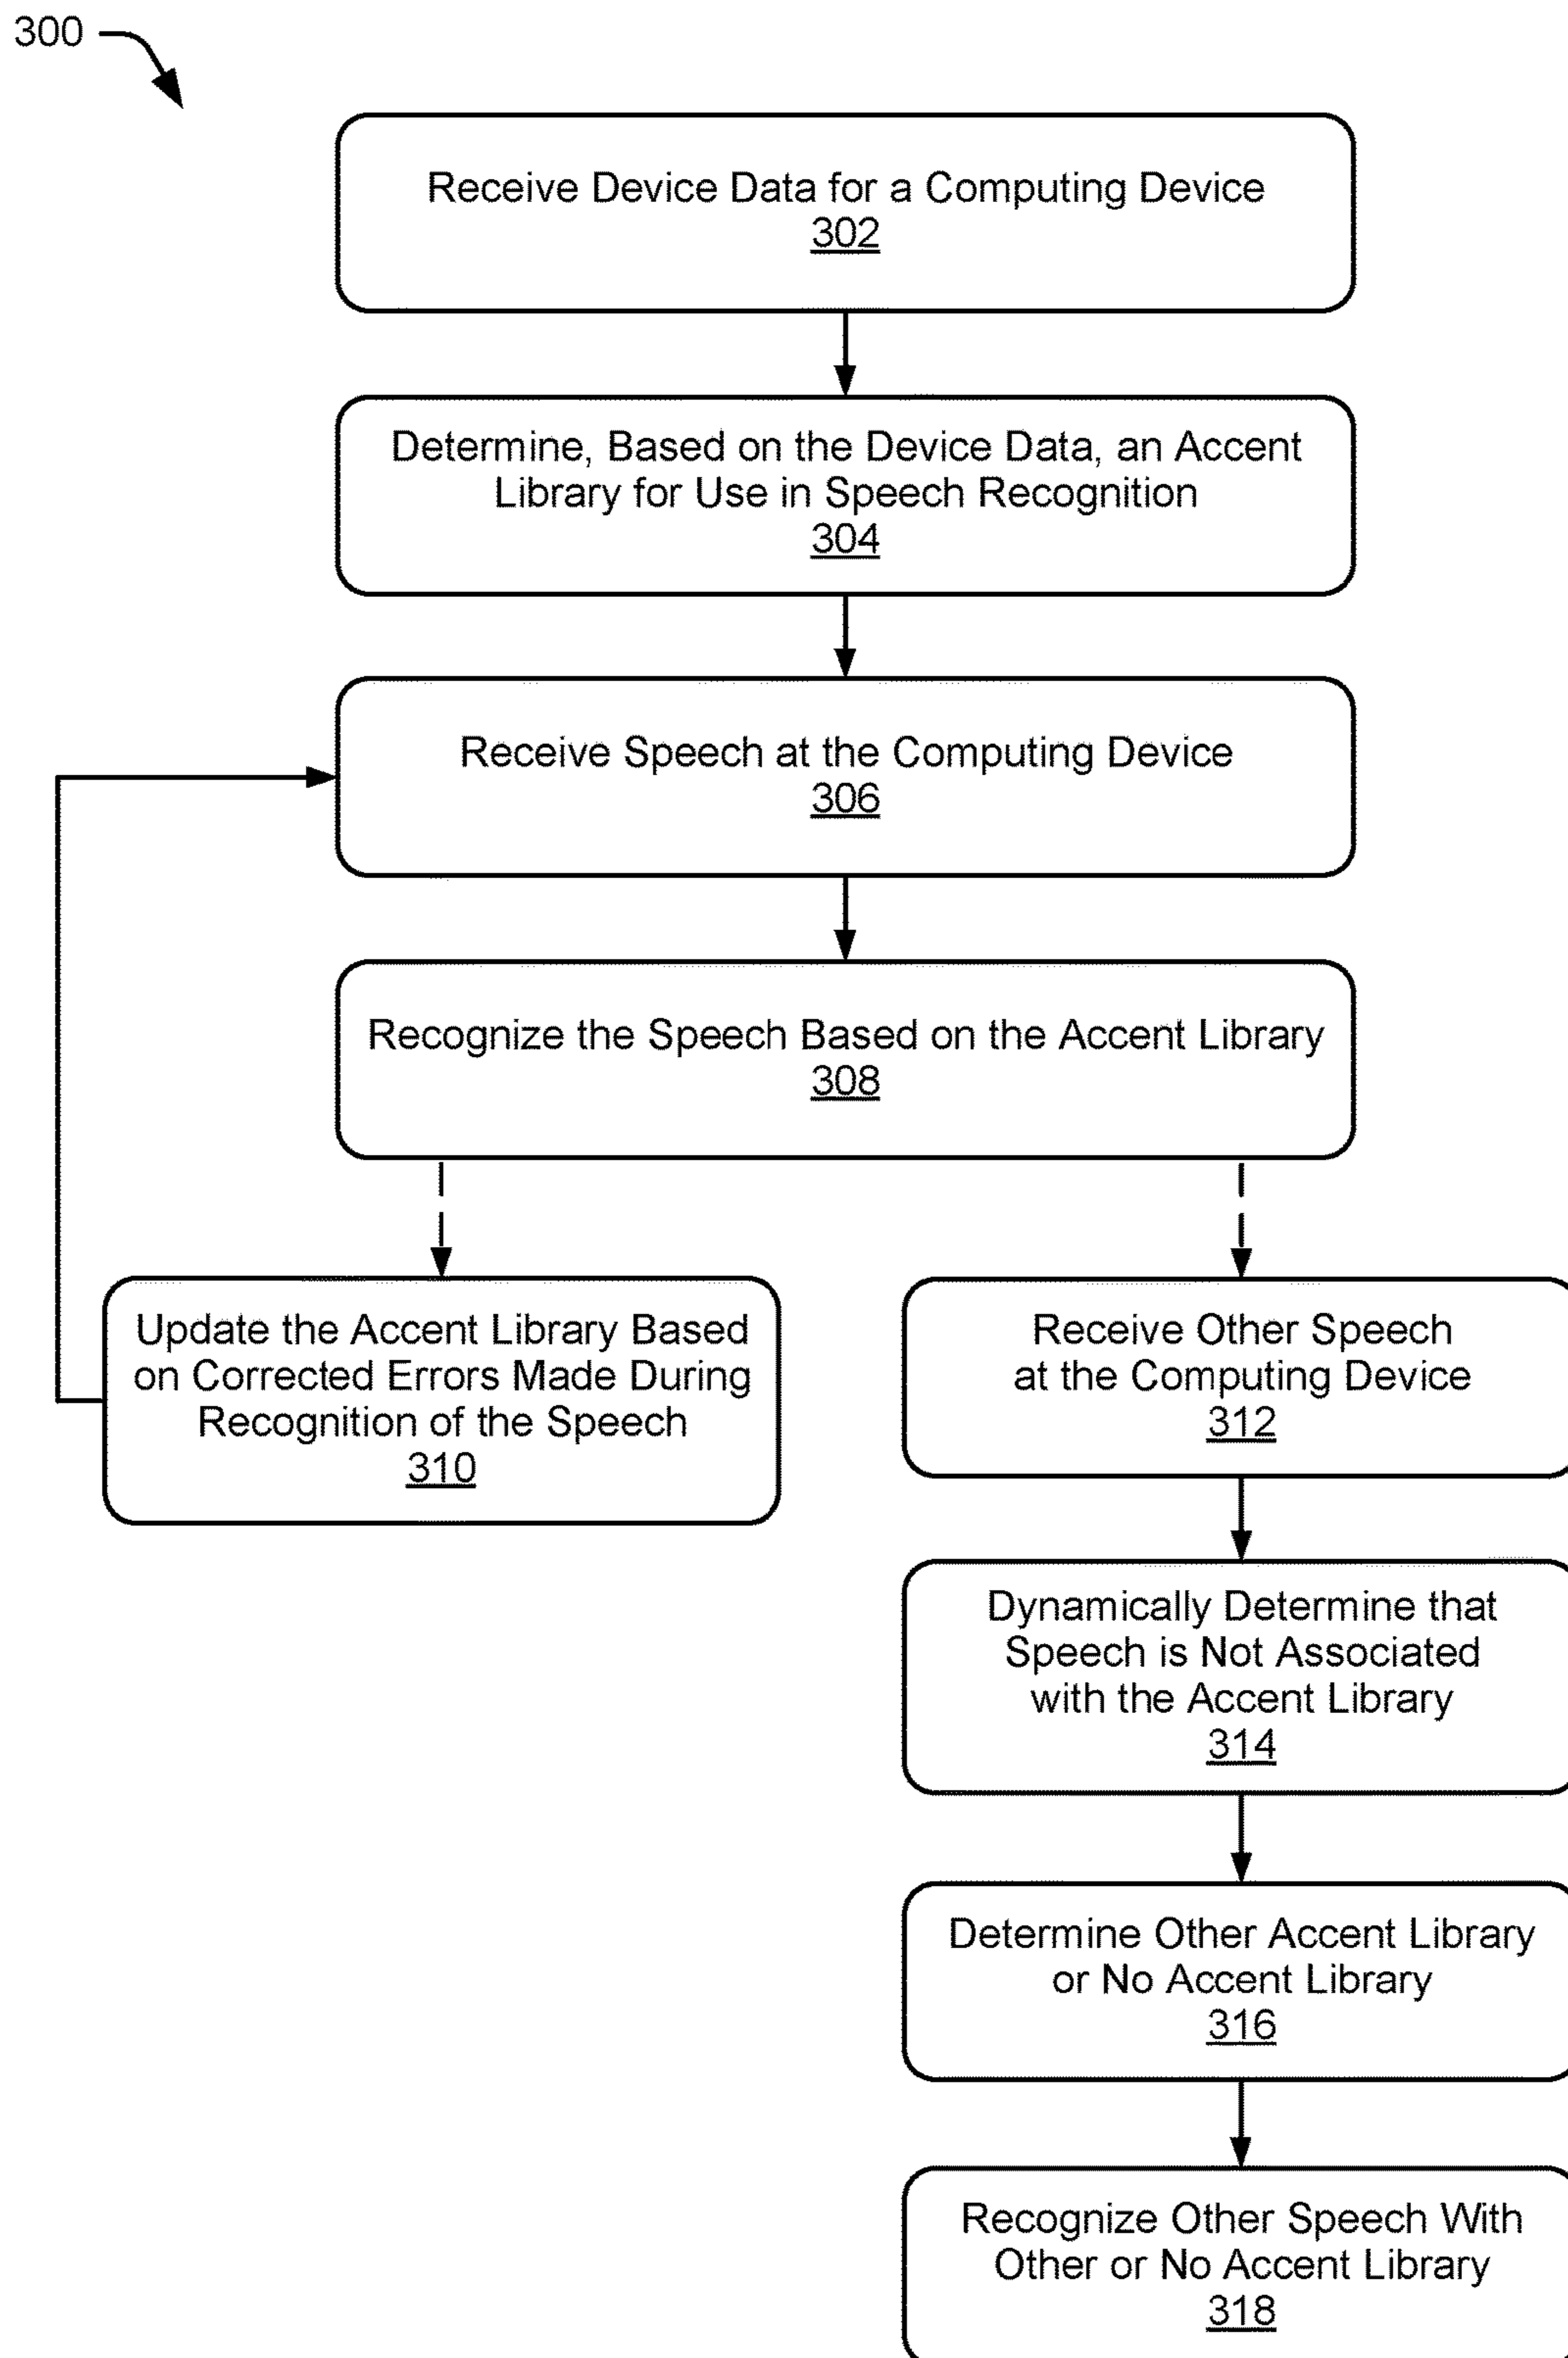 300
Receive Device Data for a Computing Device
302
Determine, Based on the Device Data, an Accent
Library for Use in Speech Recognition
304
Receive Speech at the Computing Device
306
Recognize the Speech Based on the Accent Library
308
Update the Accent Library Based
on Corrected Errors Made During
Recognition of the Speech
310
Receive Other Speech
at the Computing Device
312
Dynamically Determine that
Speech is Not Associated
with the Accent Library
314
Determine Other Accent Library
or No Accent Library
316
Recognize Other Speech With
Other or No Accent Library
318